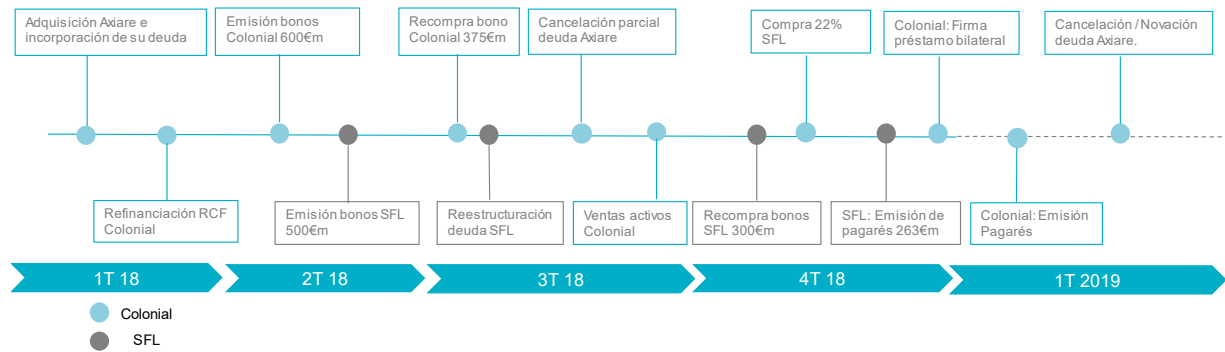 Adquisición Axiare e
incorporación de su deuda
Emisión bonos
Colonial 600€m
Recompra bono
Colonial 375€m
Cancelación parcial
deuda Axiare
Compra 22%
SFL
Colonial: Firma
préstamo bilateral
Cancelación / Novación
deuda Axiare.
Refinanciación RCF
Colonial
Emisión bonos SFL
500€m
Reestructuración
deuda SFL
Ventas activos
Colonial
Recompra bonos
SFL 300€m
SFL: Emisión de
pagarés 263€m
Colonial: Emisión
Pagarés
1T 18
2T 18
3T 18
4T 18
1T 2019
Colonial
SFL